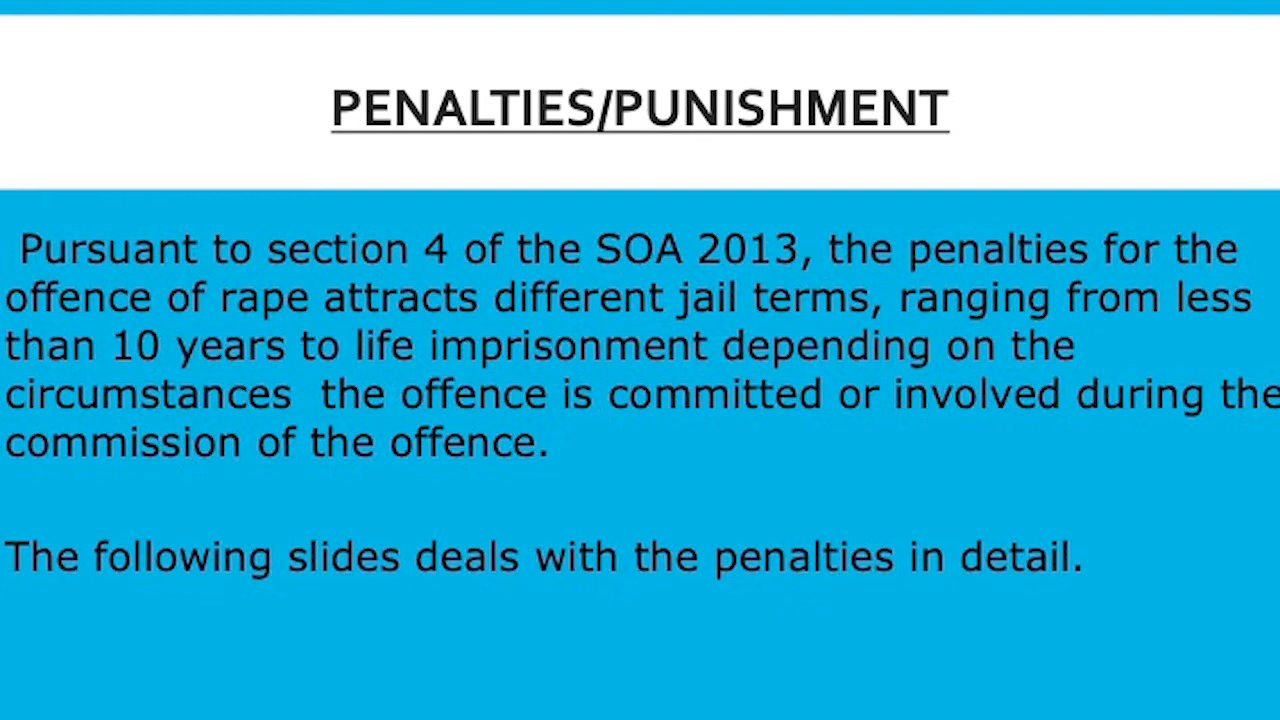 PENALTIES/PUNISHMENT
Pursuant to section 4 of the SOA 2013, the penalties for the
offence of rape attracts different jail terms, ranging from less
than 10 years to life imprisonment depending on the
circumstances the offence is committed or involved during the
commission of the offence.
The following slides deals with the penalties in detail.